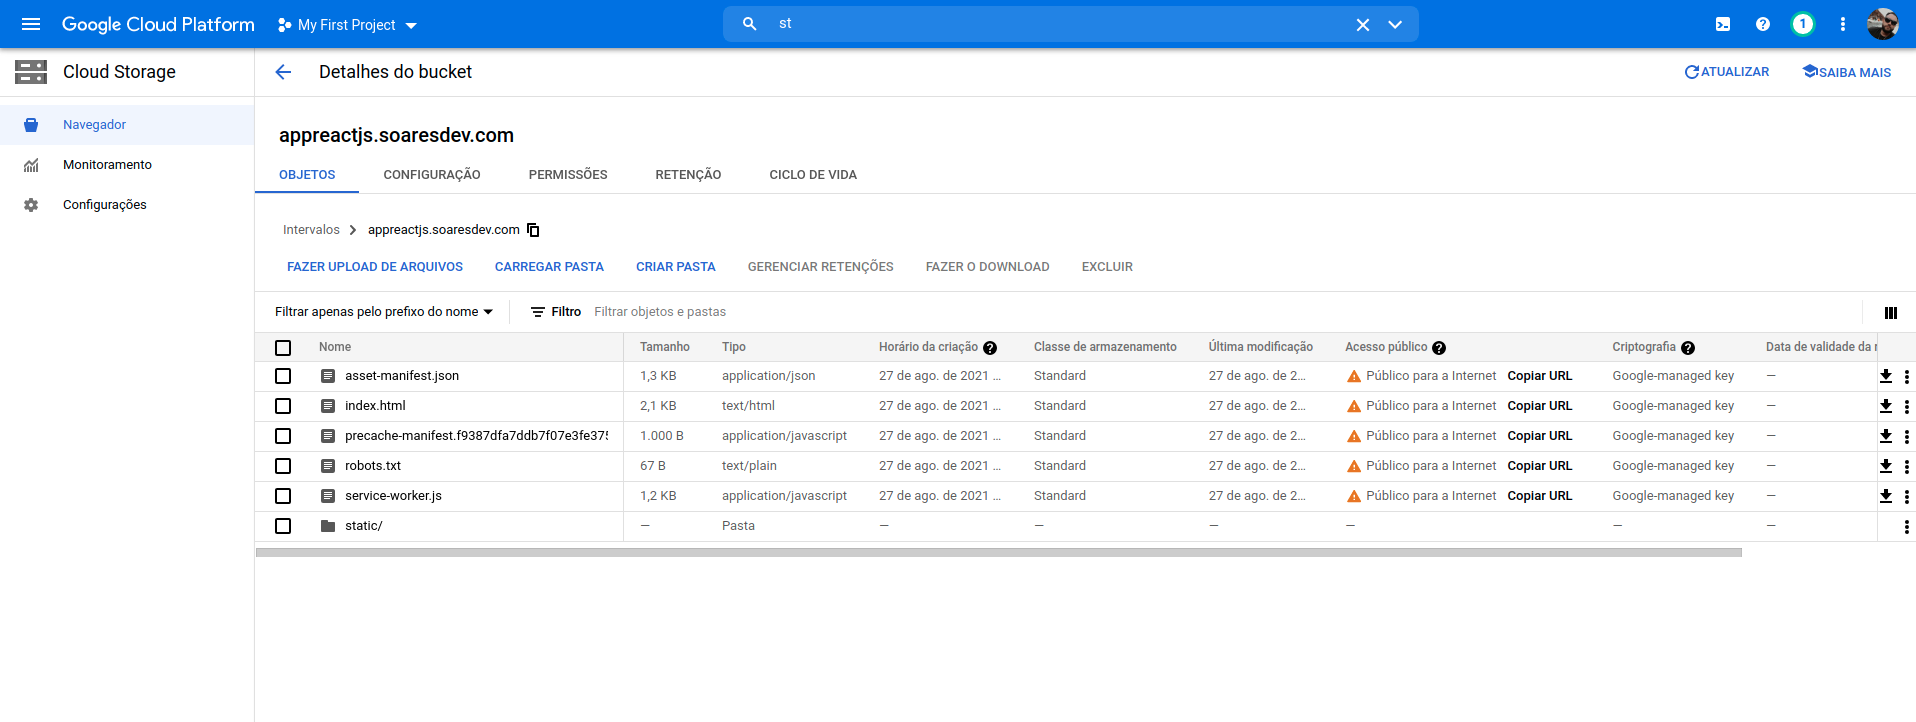 Google Cloud Platform My First Project st 1
Cloud Storage Detalhes do bucket ATUALIZAR SAIBA MAIS
Navegador
Monitoramento
Configurações
appreactjs.soaresdev.com
OBJETOS CONFIGURAÇÃO PERMISSÕES RETENÇÃO CICLO DE VIDA
Intervalos appreactjs.soaresdev.com
FAZER UPLOAD DE ARQUIVOS CARREGAR PASTA CRIAR PASTA GERENCIAR RETENÇÕES FAZER O DOWNLOAD EXCLUIR
Filtrar apenas pelo prefixo do nome Filtro Filtrar objetos e pastas
Nome Tamanho Tipo Horário da criação Classe de armazenamento Última modificação Acesso público Criptografia Data de validade da
asset-manifest.json 1,3 KB application/json 27 de ago. de 2021 ... Standard 27 de ago. de 2... Público para a Internet Copiar URL Google-managed key —
index.html 2,1 KB text/html 27 de ago. de 2021 ... Standard 27 de ago. de 2... Público para a Internet Copiar URL Google-managed key —
precache-manifest.f9387dfa7ddb7f07e3fe375 1.000 B application/javascript 27 de ago. de 2021 ... Standard 27 de ago. de 2... Público para a Internet Copiar URL Google-managed key —
robots.txt 67 B text/plain 27 de ago. de 2021 ... Standard 27 de ago. de 2... Público para a Internet Copiar URL Google-managed key —
service-worker.js 1,2 KB application/javascript 27 de ago. de 2021 ... Standard 27 de ago. de 2... Público para a Internet Copiar URL Google-managed key —
static/ — Pasta — — — — — —